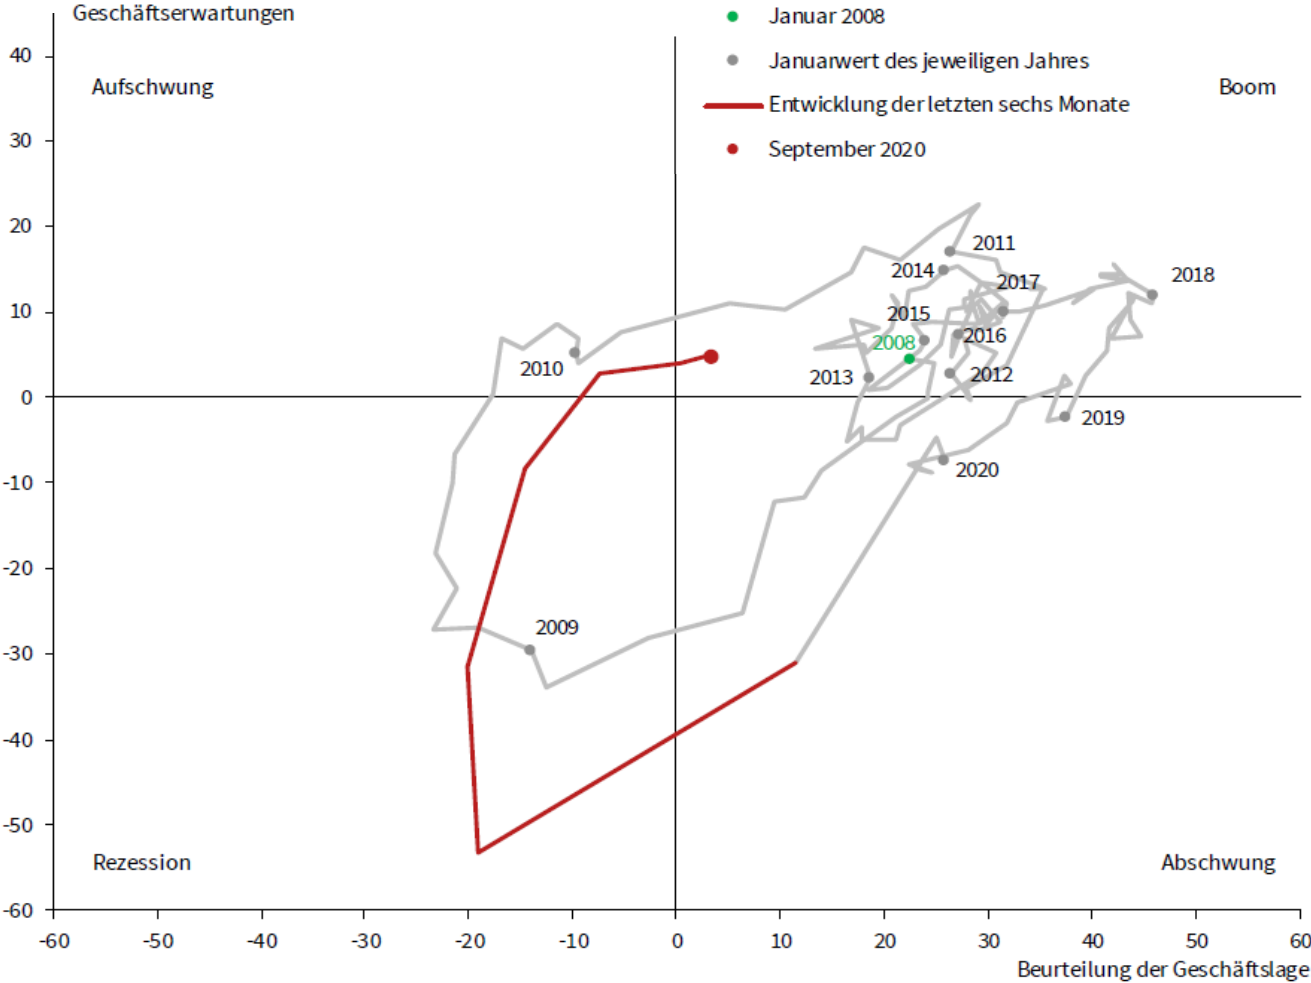 Geschäftserwartungen
Januar 2008
Januarwert des jeweiligen Jahres
Entwicklung der letzten sechs Monate
September 2020
Aufschwung
Boom
40
30
20
10
0
-10
-20
-30
-40
-50
-60
2011
2014
2017
2018
2015
2008
2016
2010
2013
2012
2019
2020
2009
Rezession
Abschwung
-60 -50 -40 -30 -20 -10 0 10 20 30 40 50 60
Beurteilung der Geschäftslage